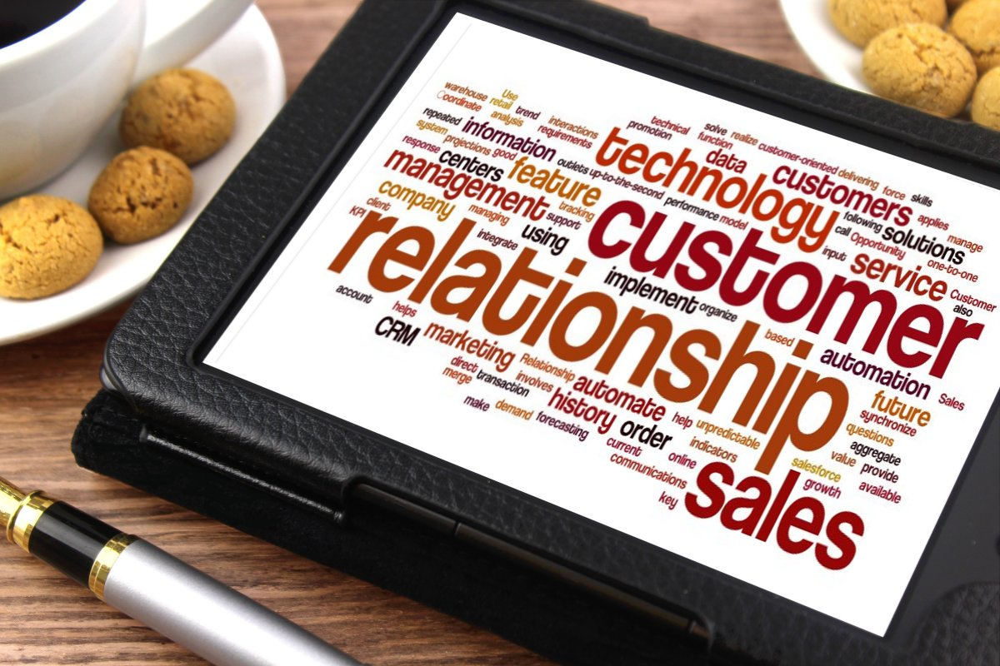 warehouse
Use
Coordinate
retail
trend
analysis
interactions
repeated
information
requirements
technical
promotion
solve
realize
function
customer-oriented
delivering
force
skills
system
projections
good
technology
data
customers
applies
response
centers
feature
outlets
up-to-the-second
performance
model
following
solutions
manage
management
tracking
call
Opportunity
one-to-one
company
managing
support
customer
input
service
Customer
also
client
KPI
using
integrate
relationship
implement
organize
based
automation
Sales
account
helps
CRM
marketing
Relationship
future
synchronize
direct
transaction
involves
automate
questions
merge
history
help
unpredictable
aggregate
make
demand
forecasting
order
indicators
value
provide
current
online
salesforce
growth
available
communications
key
sales